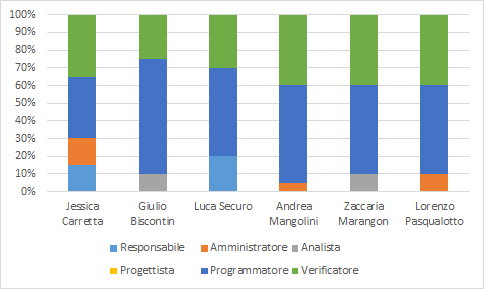 100%
90%
80%
70%
60%
50%
40%
30%
20%
10%
0%
Jessica Carretta
Giulio Biscontin
Luca Securo
Andrea Mangolini
Zaccaria Marangon
Lorenzo Pasqualotto
Responsabile
Amministratore
Analista
Progettista
Programmatore
Verificatore